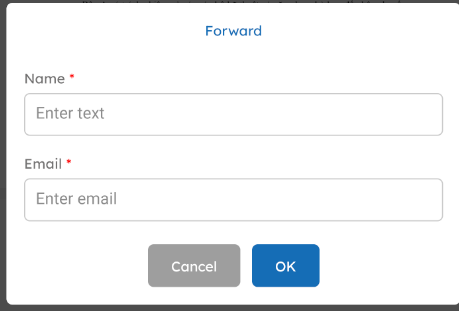 Forward
Name *
Enter text
Email *
Enter email
Cancel
OK